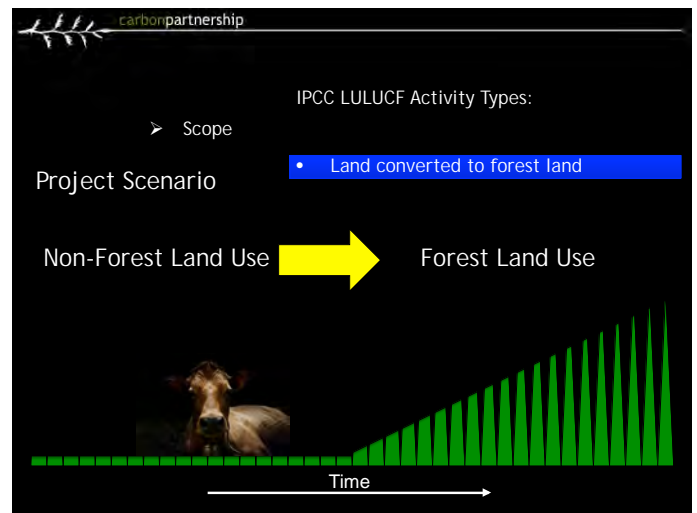 carbonpartnership
IPCC LULUCF Activity Types:
➢ Scope
• Land converted to forest land
Project Scenario
Non-Forest Land Use
Forest Land Use
Time